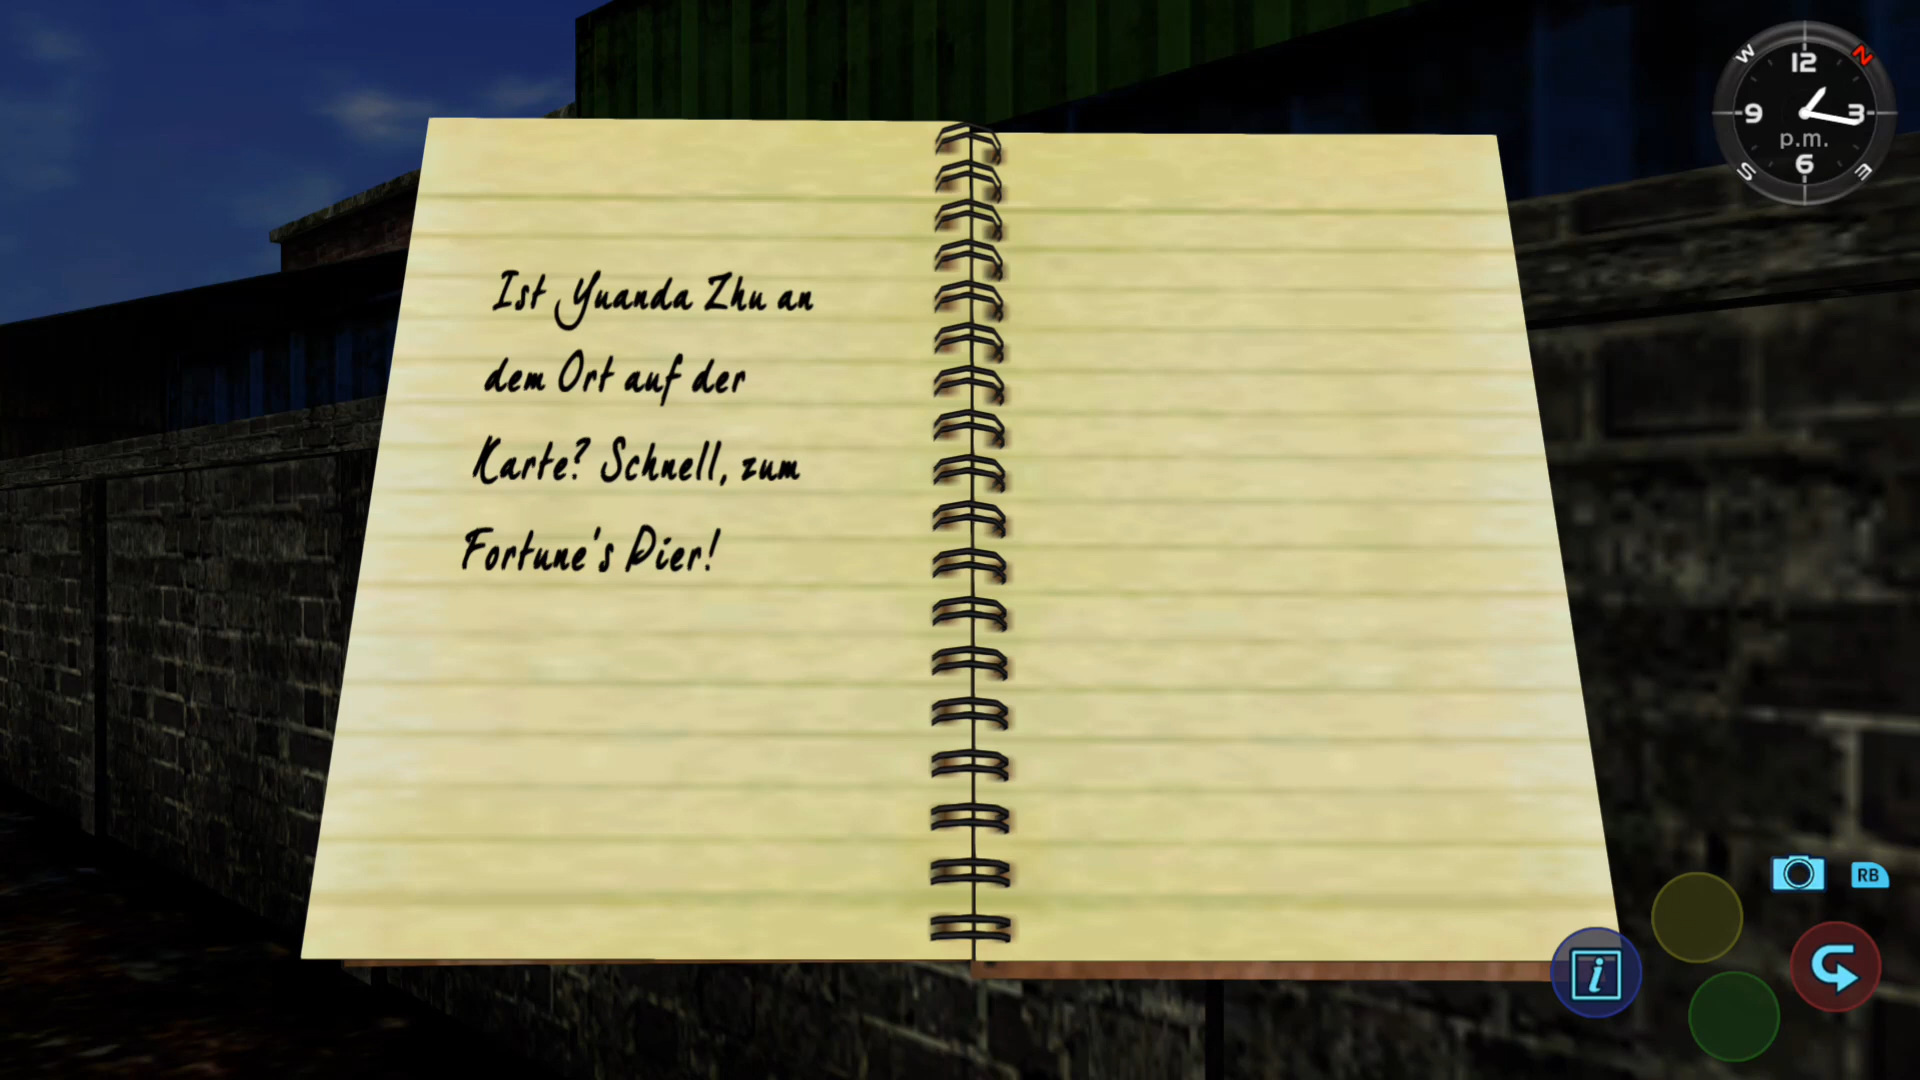 Ist Yuanda Zhu an
dem Ort auf der
Karte? Schnell, zum
Fortune's Pier!
W
N
12
9
3
p.m.
6
S
E
RB
i